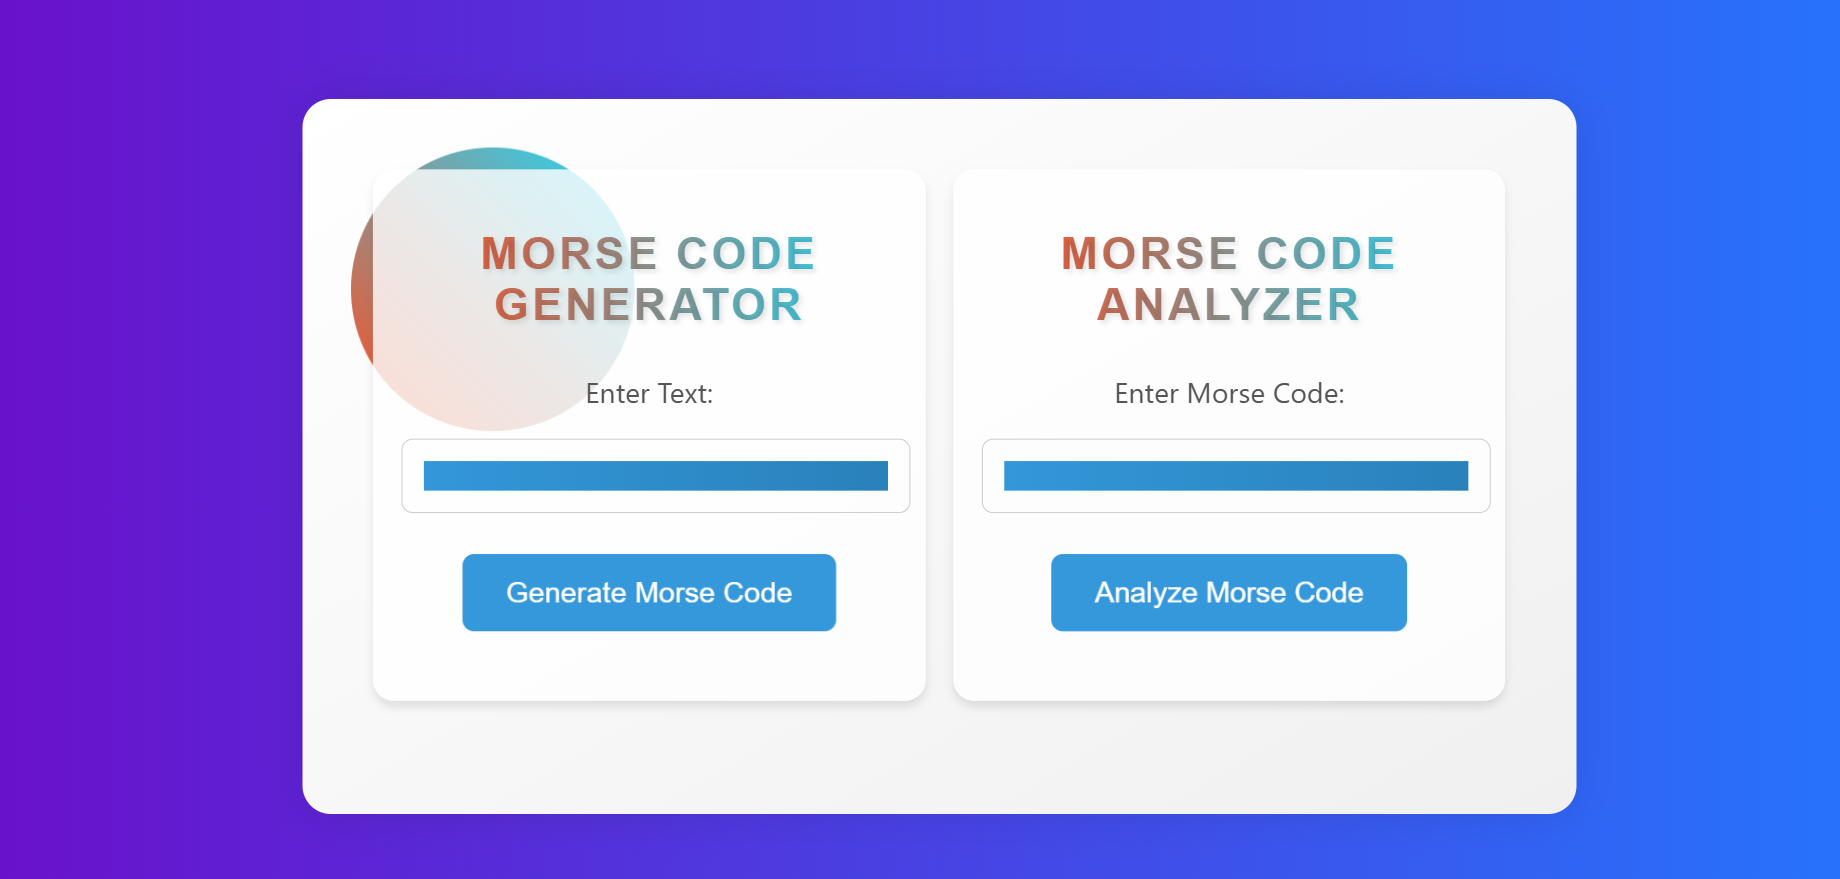 MORSE CODE
GENERATOR
Enter Text:
Generate Morse Code
MORSE CODE
ANALYZER
Enter Morse Code:
Analyze Morse Code